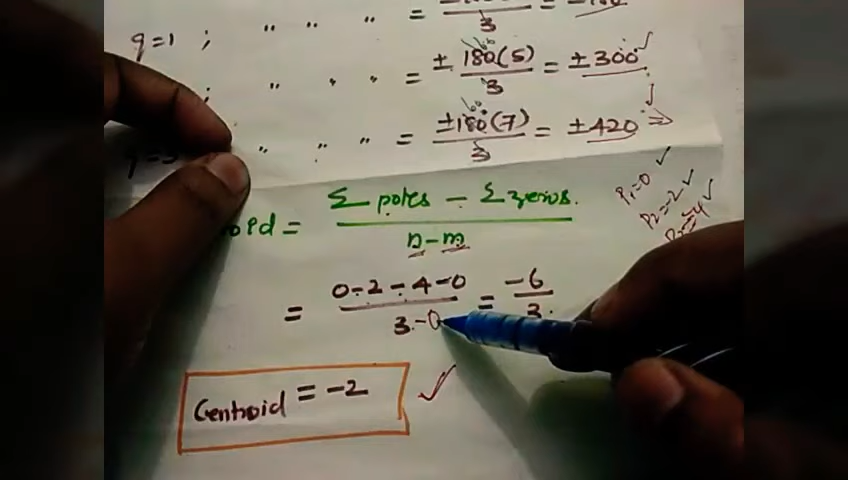 = 3 =
q=1 ; " " " = ±180(5)/3 = ±300°
; " " " = ±180(7)/3 = ±420° ⇒
P₁=0
P₂=-2
= Σ poles - Σ zeros. / n-m
= 0-2-4-0 / 3-0 = -6/3
Centroid = -2